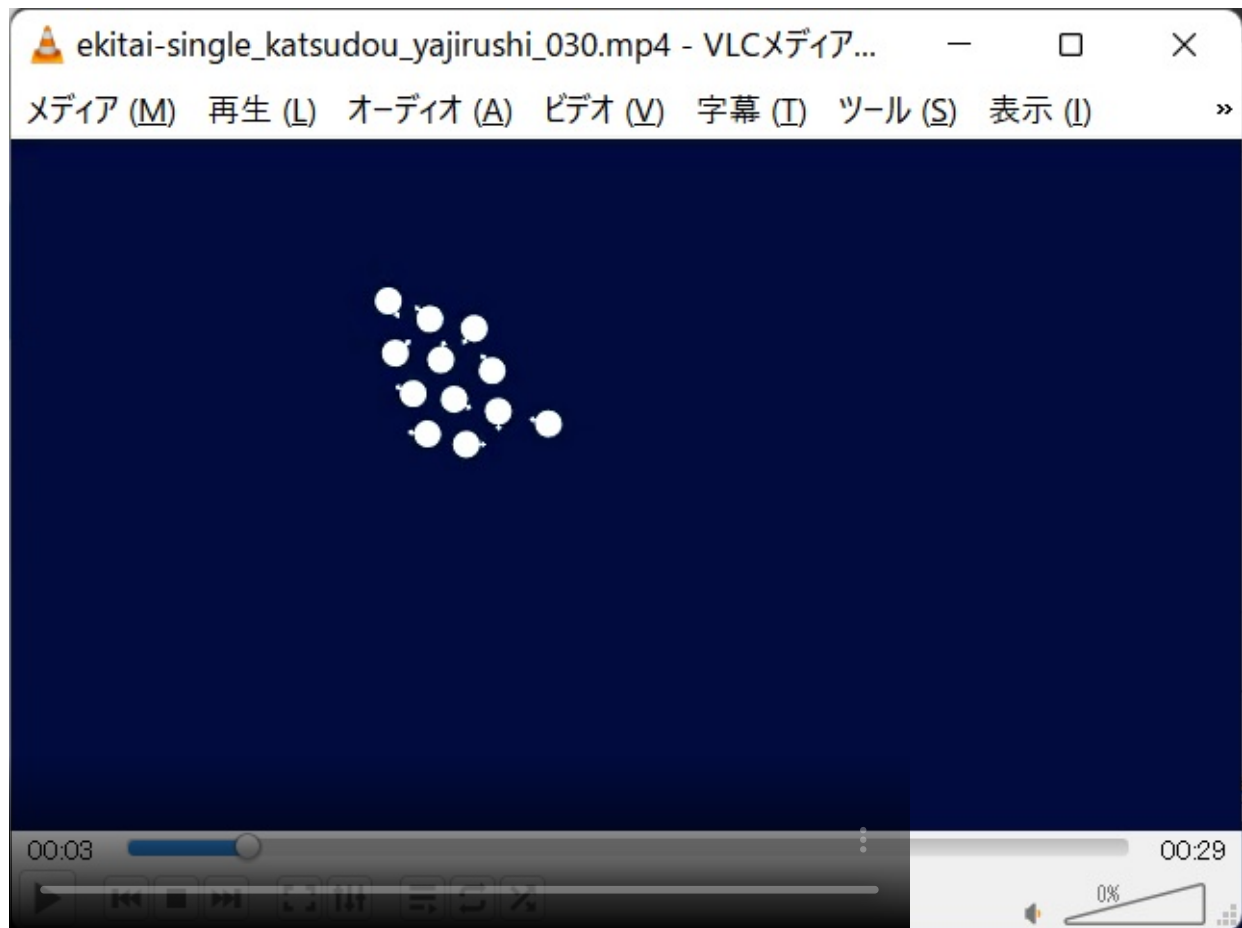 ekitai-single_katsudou_yajirushi_030.mp4 - VLCメディア...
メディア (M) 再生 (L) オーディオ (A) ビデオ (V) 字幕 (T) ツール (S) 表示 (I) »
00:03 00:29
0%